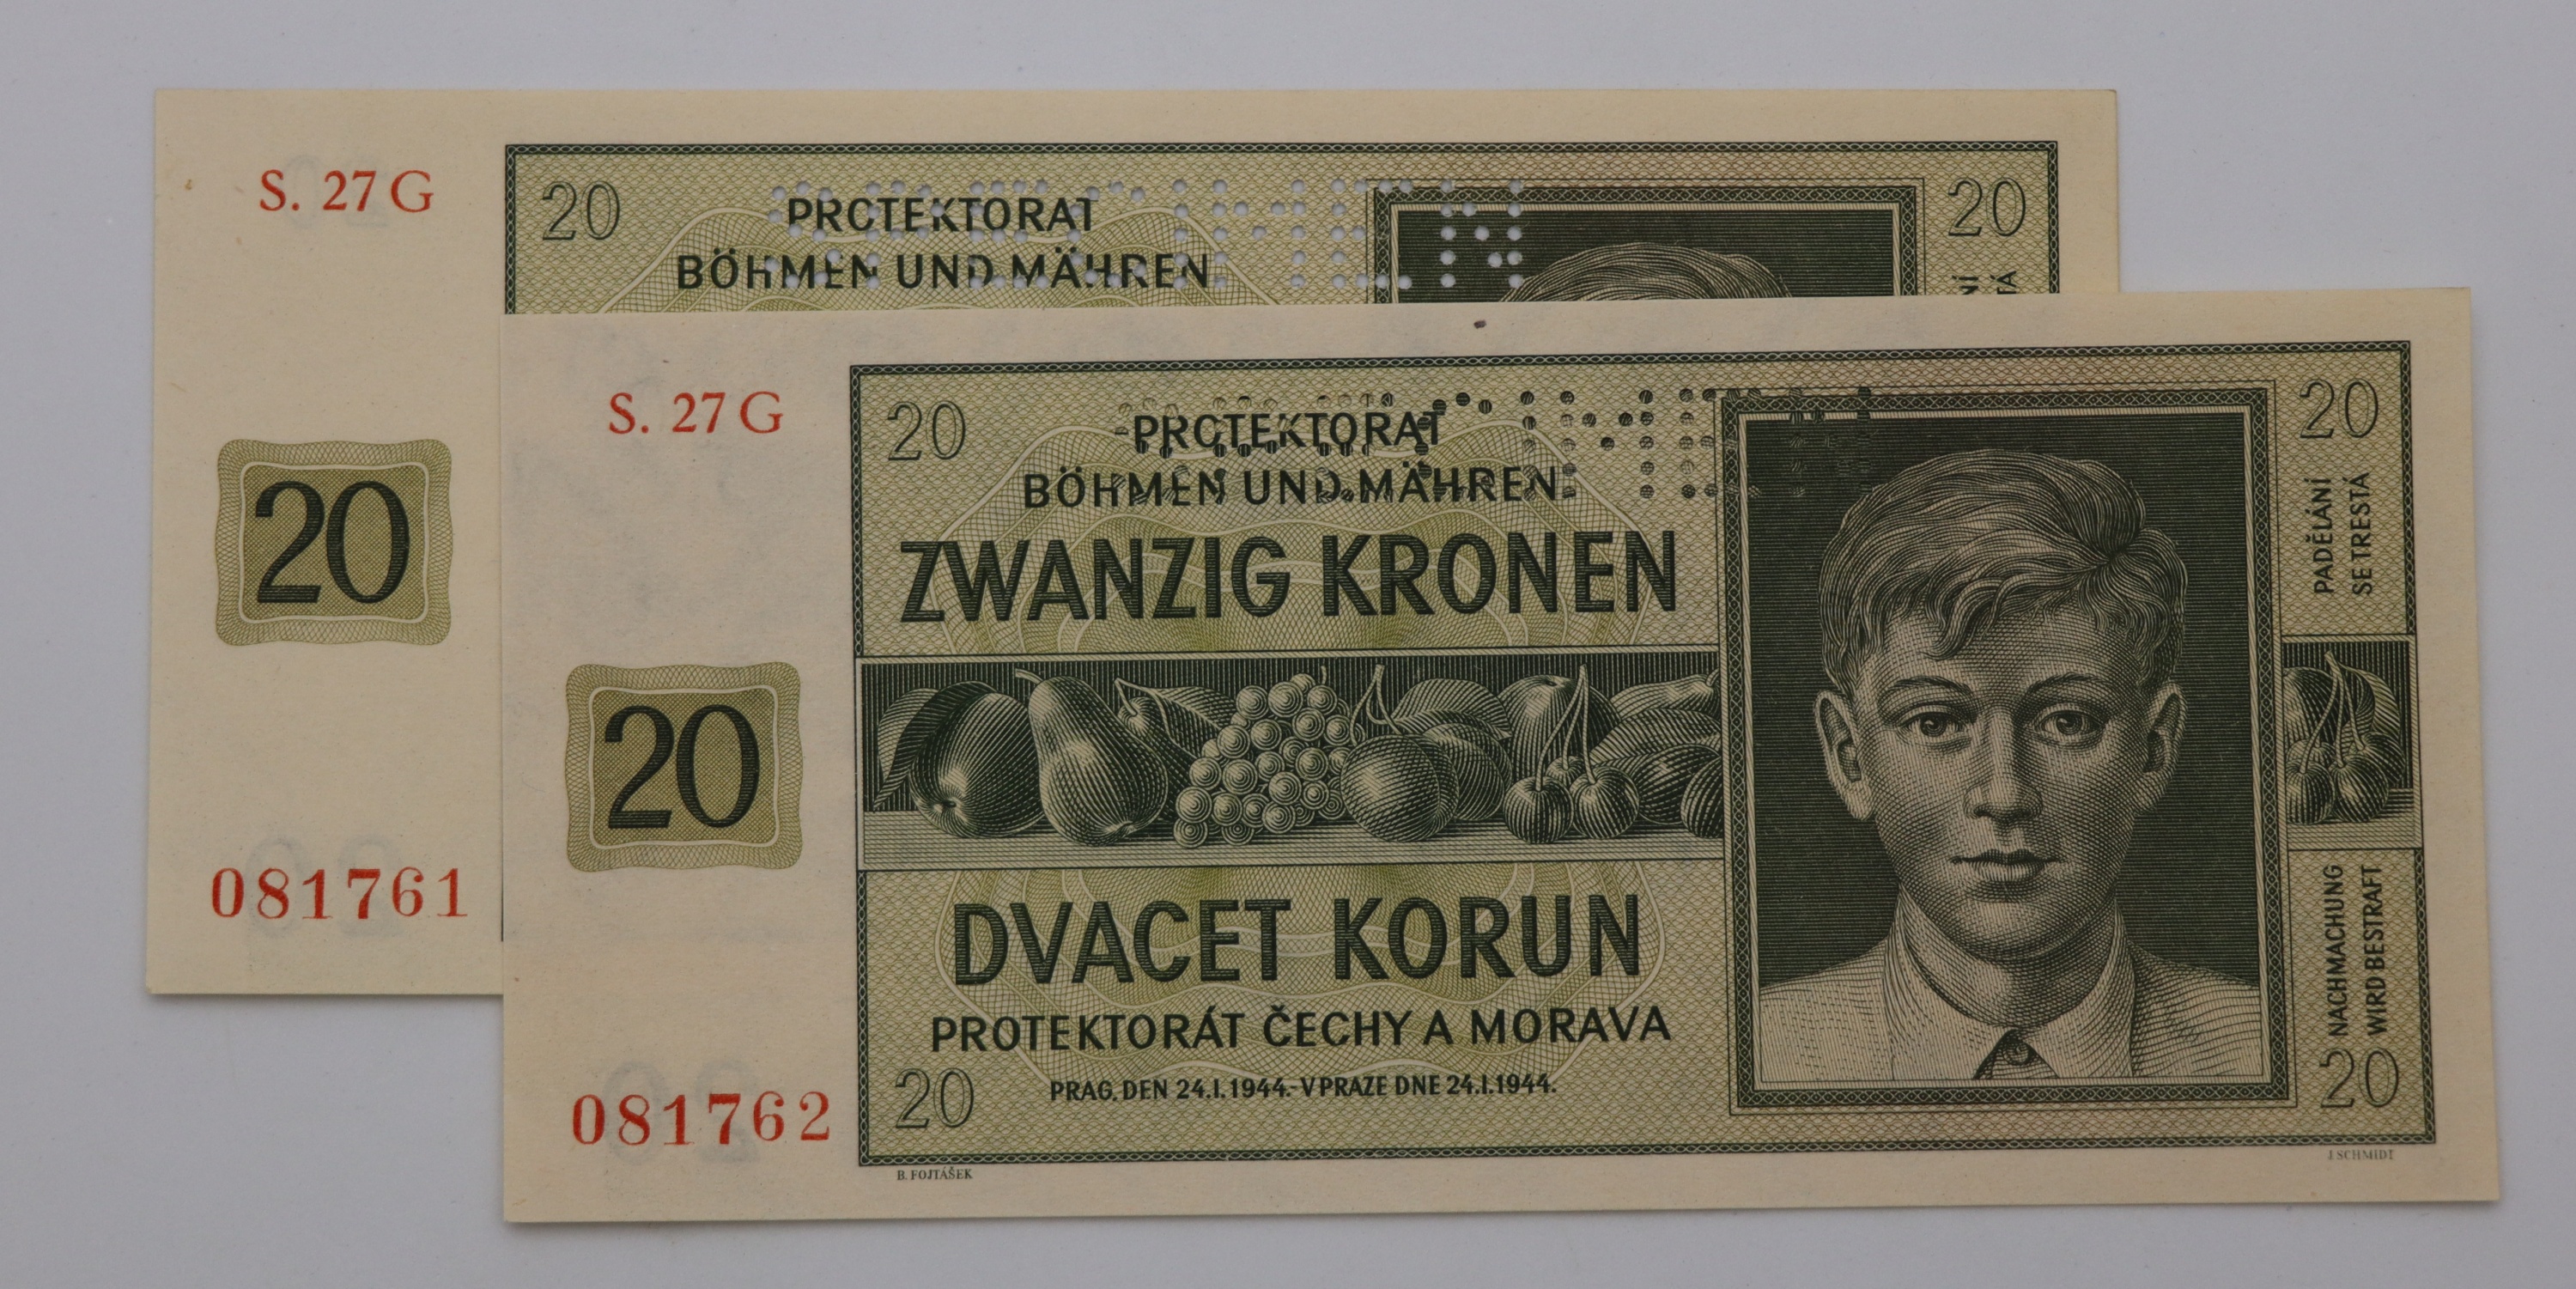 S. 27 G
20
PROTEKTORAT
20
BÖHMEN UND MÄHREN
20
081761
S. 27 G
20
PROTEKTORAT
20
BÖHMEN UND MÄHREN
ZWANZIG KRONEN
PADĚLÁNÍ
SE TRESTÁ
20
DVACET KORUN
PROTEKTORÁT ČECHY A MORAVA
NACHMACHUNG
WIRD BESTRAFT
081762
20
PRAG, DEN 24.I.1944.-V PRAZE DNE 24.I.1944.
20
B. FOJTÁŠEK
J. SCHMIDT